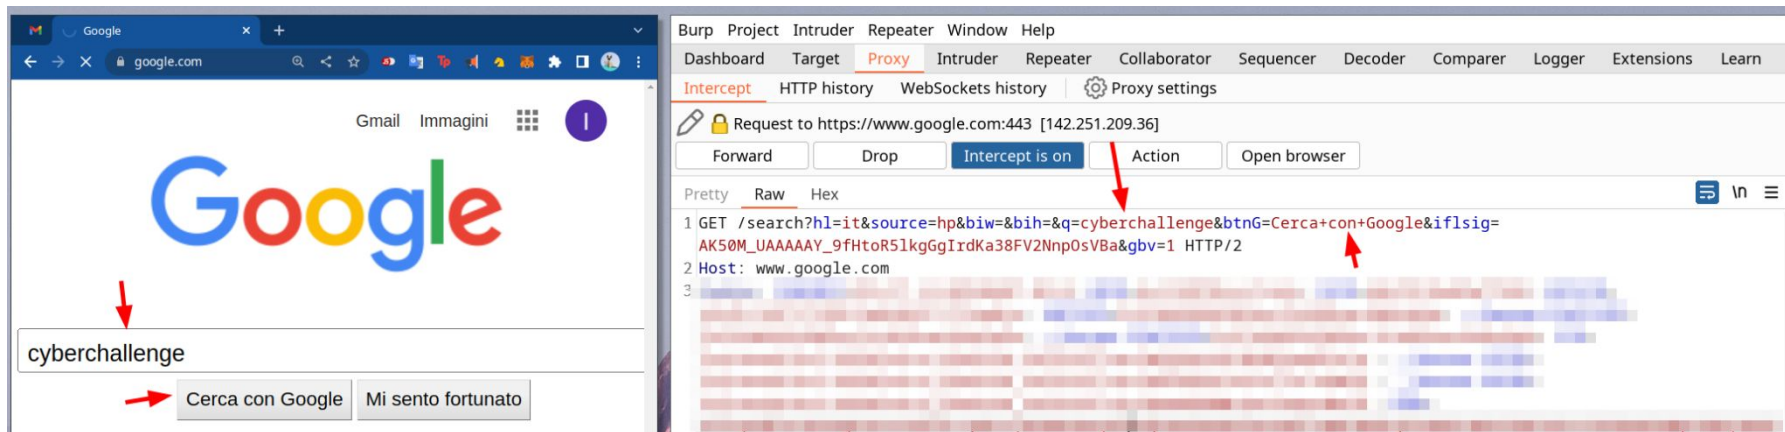 Google
google.com
Gmail Immagini
I
Google
cyberchallenge
Cerca con Google Mi sento fortunato
Burp Project Intruder Repeater Window Help
Dashboard Target Proxy Intruder Repeater Collaborator Sequencer Decoder Comparer Logger Extensions Learn
Intercept HTTP history WebSockets history Proxy settings
Request to https://www.google.com:443 [142.251.209.36]
Forward Drop Intercept is on Action Open browser
Pretty Raw Hex \n
1 GET /search?hl=it&source=hp&biw=&bih=&q=cyberchallenge&btnG=Cerca+con+Google&iflsig=
AK50M_UAAAAAY_9fHtoR5lkgGgIrdKa38FV2NnpOsVBa&gbv=1 HTTP/2
2 Host: www.google.com
3